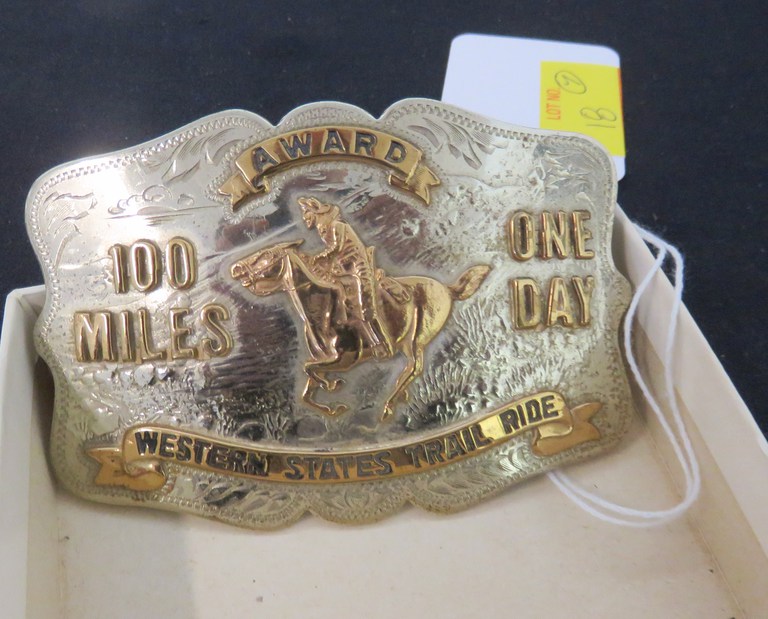 AWARD
100
MILES
ONE
DAY
WESTERN STATES TRAIL RIDE
LOT NO
18